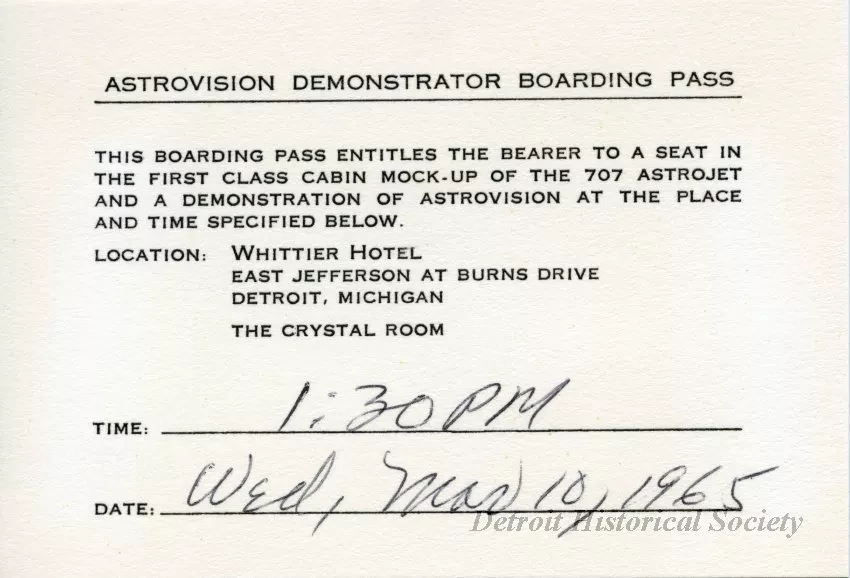 ASTROVISION DEMONSTRATOR BOARDING PASS
THIS BOARDING PASS ENTITLES THE BEARER TO A SEAT IN
THE FIRST CLASS CABIN MOCK-UP OF THE 707 ASTROJET
AND A DEMONSTRATION OF ASTROVISION AT THE PLACE
AND TIME SPECIFIED BELOW.
LOCATION: WHITTIER HOTEL
EAST JEFFERSON AT BURNS DRIVE
DETROIT, MICHIGAN
THE CRYSTAL ROOM
TIME: 1:30 PM
DATE: Wed, Mar 10, 1965
Detroit Historical Society